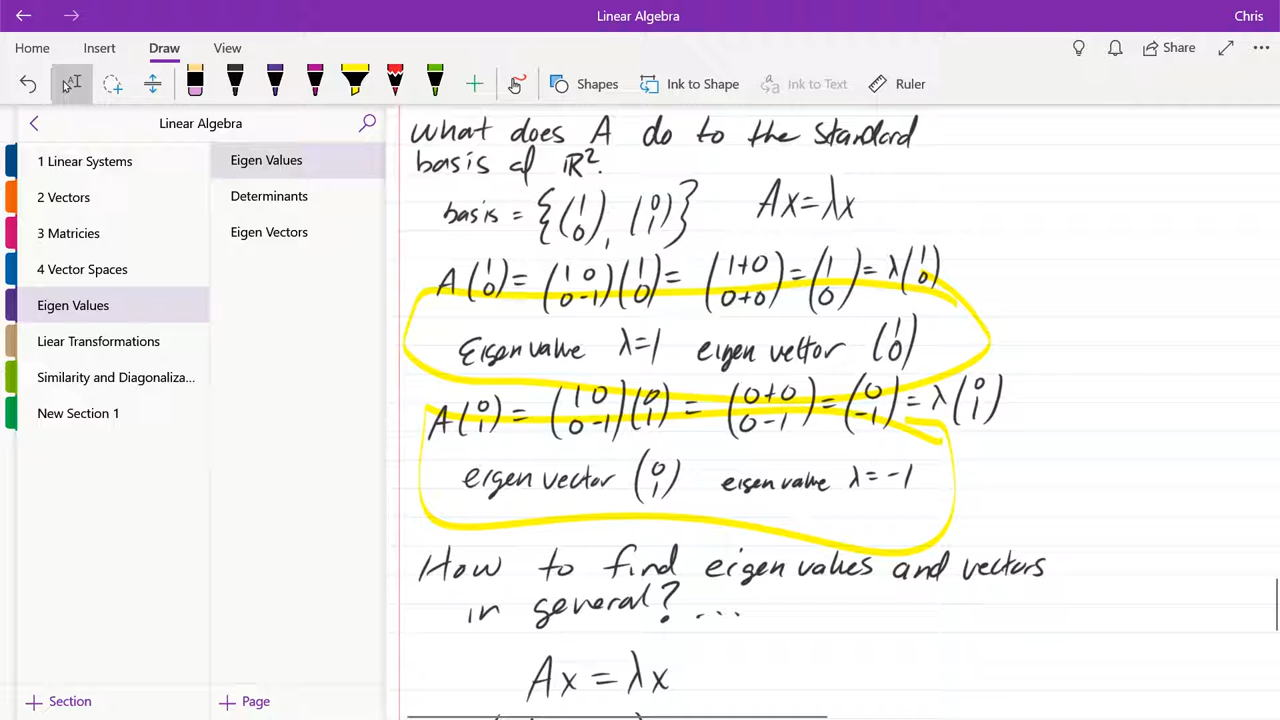 Linear Algebra
Chris
Home Insert Draw View
Share
Shapes Ink to Shape Ink to Text Ruler
Linear Algebra
1 Linear Systems
2 Vectors
3 Matricies
4 Vector Spaces
Eigen Values
Liear Transformations
Similarity and Diagonaliza...
New Section 1
+ Section
Eigen Values
Determinants
Eigen Vectors
+ Page
What does A do to the standard
basis of ℝ².
basis = {(1 0), (0 1)} Ax = λx
A(1 0) = (1 0 0 -1)(1 0) = (1+0 0+0) = (1 0) = λ(1 0)
Eigenvalue λ=1 eigen vector (1 0)
A(0 1) = (1 0 0 -1)(0 1) = (0+0 0-1) = (0 -1) = λ(0 1)
eigen vector (0 1) eigenvalue λ = -1
How to find eigen values and vectors
in general? ...
Ax = λx